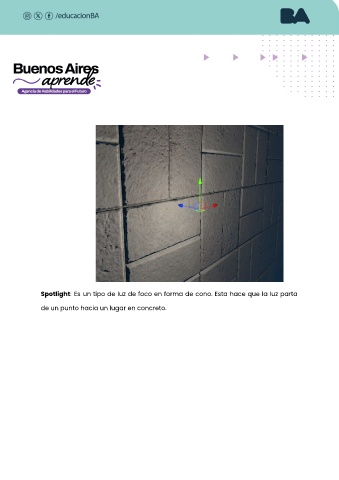 /educacionBA
BA
Buenos Aires
aprende
Agencia de Habilidades para el Futuro
Spotlight: Es un tipo de luz de foco en forma de cono. Esta hace que la luz parta
de un punto hacia un lugar en concreto.